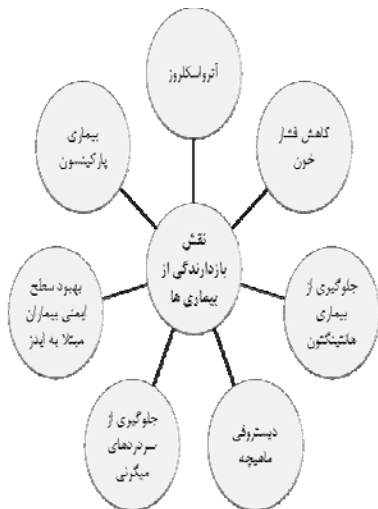 آترواسکلروز
کاهش فشار
خون
جلوگیری از
بیماری
هانتینگتون
دیستروفی
ماهیچه
جلوگیری از
سردردهای
میگرنی
بهبود سطح
ایمنی بیماران
مبتلا به ایدز
بیماری
پارکینسون
نقش
بازدارندگی از
بیماری ها